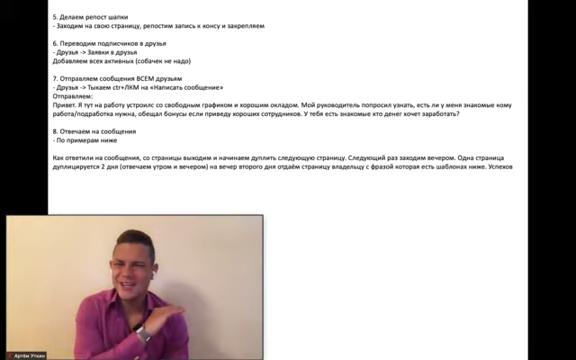 5. Делаем репост шапки
- Заходим на свою страницу, репостим запись к консу и закрепляем
6. Переводим подписчиков в друзья
- Друзья -> Заявки в друзья
Добавляем всех активных (собачек не надо)
7. Отправляем сообщения ВСЕМ друзьям
- Друзья -> Тыкаем ctr+ЛКМ на «Написать сообщение»
Отправляем:
Привет. Я тут на работу устроилс со свободным графиком и хорошим окладом. Мой руководитель попросил узнать, есть ли у меня знакомые кому
работа/подработка нужна, обещал бонусы если приведу хороших сотрудников. У тебя есть знакомые кто денег хочет заработать?
8. Отвечаем на сообщения
- По примерам ниже
Как ответили на сообщения, со страницы выходим и начинаем дуплить следующую страницу. Следующий раз заходим вечером. Одна страница
дуплицируется 2 дня (отвечаем утром и вечером) на вечер второго дня отдаём страницу владельцу с фразой которая есть шаблонах ниже. Успехов
Артём Уткин